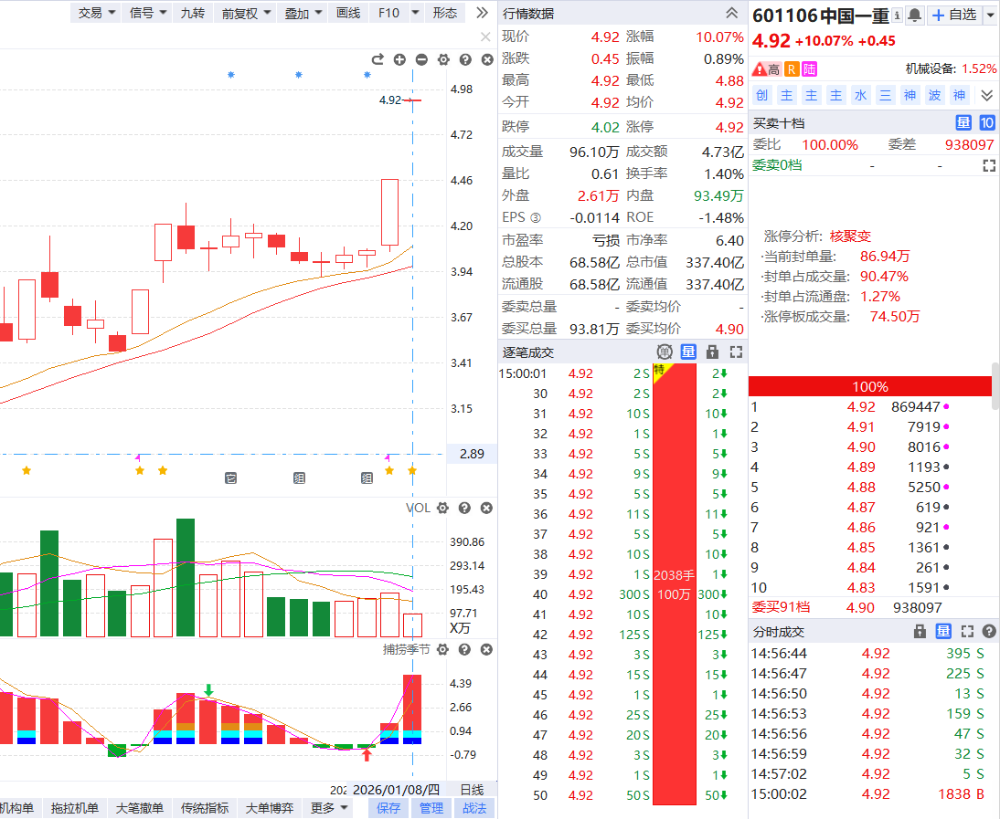 交易 信号 九转 前复权 叠加 画线 F10 形态
4.98
4.92
4.72
4.46
4.20
3.94
3.67
3.41
3.15
2.89
它 组 组
VOL
390.86
293.14
195.43
97.71
X万
捕捞季节
4.39
2.66
0.94
-0.79
202 2026/01/08/四 日线
机构单 拖拉机单 大笔撤单 传统指标 大单博弈 更多 保存 管理 战法
行情数据
现价 4.92 涨幅 10.07%
涨跌 0.45 振幅 0.89%
最高 4.92 最低 4.88
今开 4.92 均价 4.92
跌停 4.02 涨停 4.92
成交量 96.10万 成交额 4.73亿
量比 0.61 换手率 1.40%
外盘 2.61万 内盘 93.49万
EPS ③ -0.0114 ROE -1.48%
市盈率 亏损 市净率 6.40
总股本 68.58亿 总市值 337.40亿
流通股 68.58亿 流通值 337.40亿
委卖总量 - 委卖均价 -
委买总量 93.81万 委买均价 4.90
逐笔成交 单 量
特
15:00:01 4.92 2 S 2
30 4.92 2 S 2
31 4.92 10 S 10
32 4.92 1 S 1
33 4.92 5 S 5
34 4.92 9 S 9
35 4.92 5 S 5
36 4.92 11 S 11
37 4.92 5 S 5
38 4.92 10 S 10
39 4.92 1 S 2038手 1
40 4.92 300 S 100万 300
41 4.92 10 S 10
42 4.92 125 S 125
43 4.92 3 S 3
44 4.92 15 S 15
45 4.92 1 S 1
46 4.92 25 S 25
47 4.92 20 S 20
48 4.92 3 S 3
49 4.92 1 S 1
50 4.92 50 S 50
601106 中国一重 自选
4.92 +10.07% +0.45
高 R 陆 机械设备: 1.52%
创 主 主 主 水 三 神 波 神
买卖十档 量 10
委比 100.00% 委差 938097
委卖0档 - -
涨停分析: 核聚变
·当前封单量: 86.94万
·封单占成交量: 90.47%
·封单占流通盘: 1.27%
·涨停板成交量: 74.50万
100%
1 4.92 869447
2 4.91 7919
3 4.90 8016
4 4.89 1193
5 4.88 5250
6 4.87 619
7 4.86 921
8 4.85 1361
9 4.84 261
10 4.83 1591
委买91档 4.90 938097
分时成交 量
14:56:44 4.92 395 S
14:56:47 4.92 225 S
14:56:50 4.92 13 S
14:56:53 4.92 159 S
14:56:56 4.92 47 S
14:56:59 4.92 32 S
14:57:02 4.92 5 S
15:00:02 4.92 1838 B